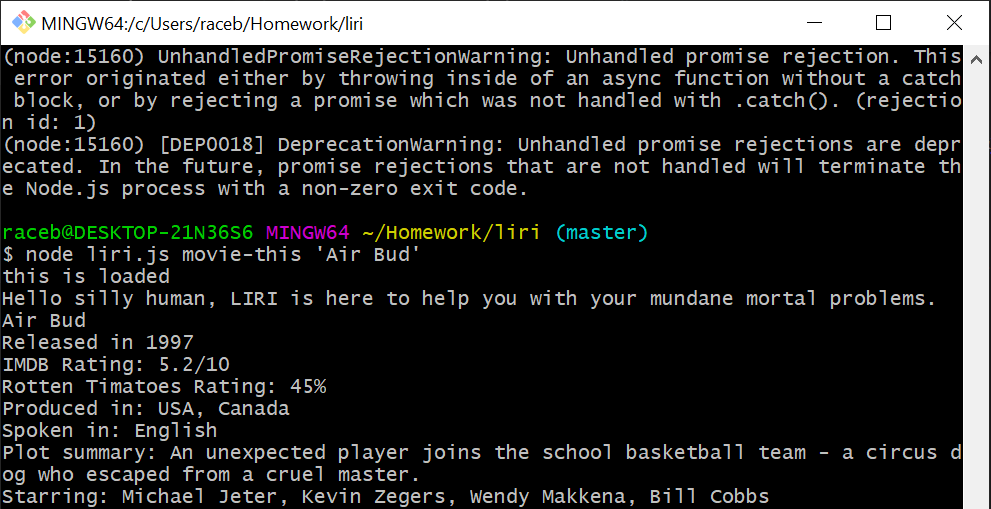 MINGW64:/c/Users/raceb/Homework/liri
(node:15160) UnhandledPromiseRejectionWarning: Unhandled promise rejection. This
 error originated either by throwing inside of an async function without a catch
 block, or by rejecting a promise which was not handled with .catch(). (rejectio
n id: 1)
(node:15160) [DEP0018] DeprecationWarning: Unhandled promise rejections are depr
ecated. In the future, promise rejections that are not handled will terminate th
e Node.js process with a non-zero exit code.
raceb@DESKTOP-21N36S6 MINGW64 ~/Homework/liri (master)
$ node liri.js movie-this 'Air Bud'
this is loaded
Hello silly human, LIRI is here to help you with your mundane mortal problems.
Air Bud
Released in 1997
IMDB Rating: 5.2/10
Rotten Timatoes Rating: 45%
Produced in: USA, Canada
Spoken in: English
Plot summary: An unexpected player joins the school basketball team - a circus d
og who escaped from a cruel master.
Starring: Michael Jeter, Kevin Zegers, Wendy Makkena, Bill Cobbs